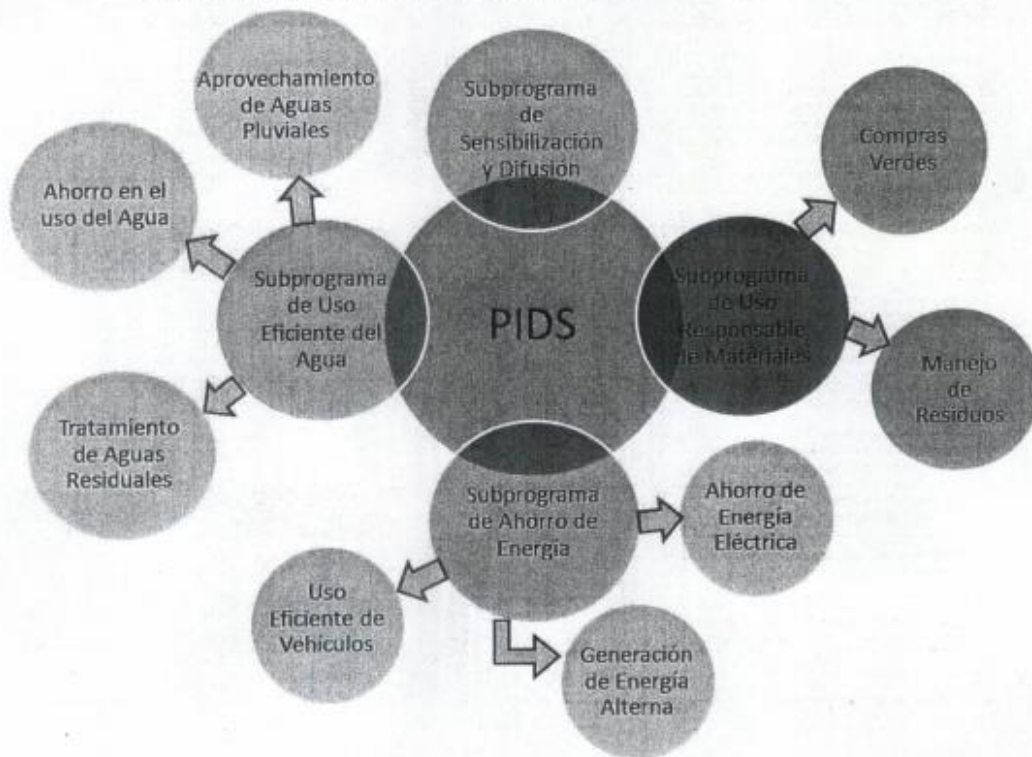 Aprovechamiento
de Aguas
Pluviales
Subprograma
de
Sensibilización
y Difusión
Compras
Verdes
Ahorro en el
uso del Agua
Subprograma
de Uso
Eficiente del
Agua
PIDS
Subprograma
de Uso
Responsable
de Materiales
Manejo
de
Residuos
Tratamiento
de Aguas
Residuales
Subprograma
de Ahorro de
Energía
Ahorro de
Energía
Eléctrica
Uso
Eficiente de
Vehículos
Generación
de Energía
Alterna